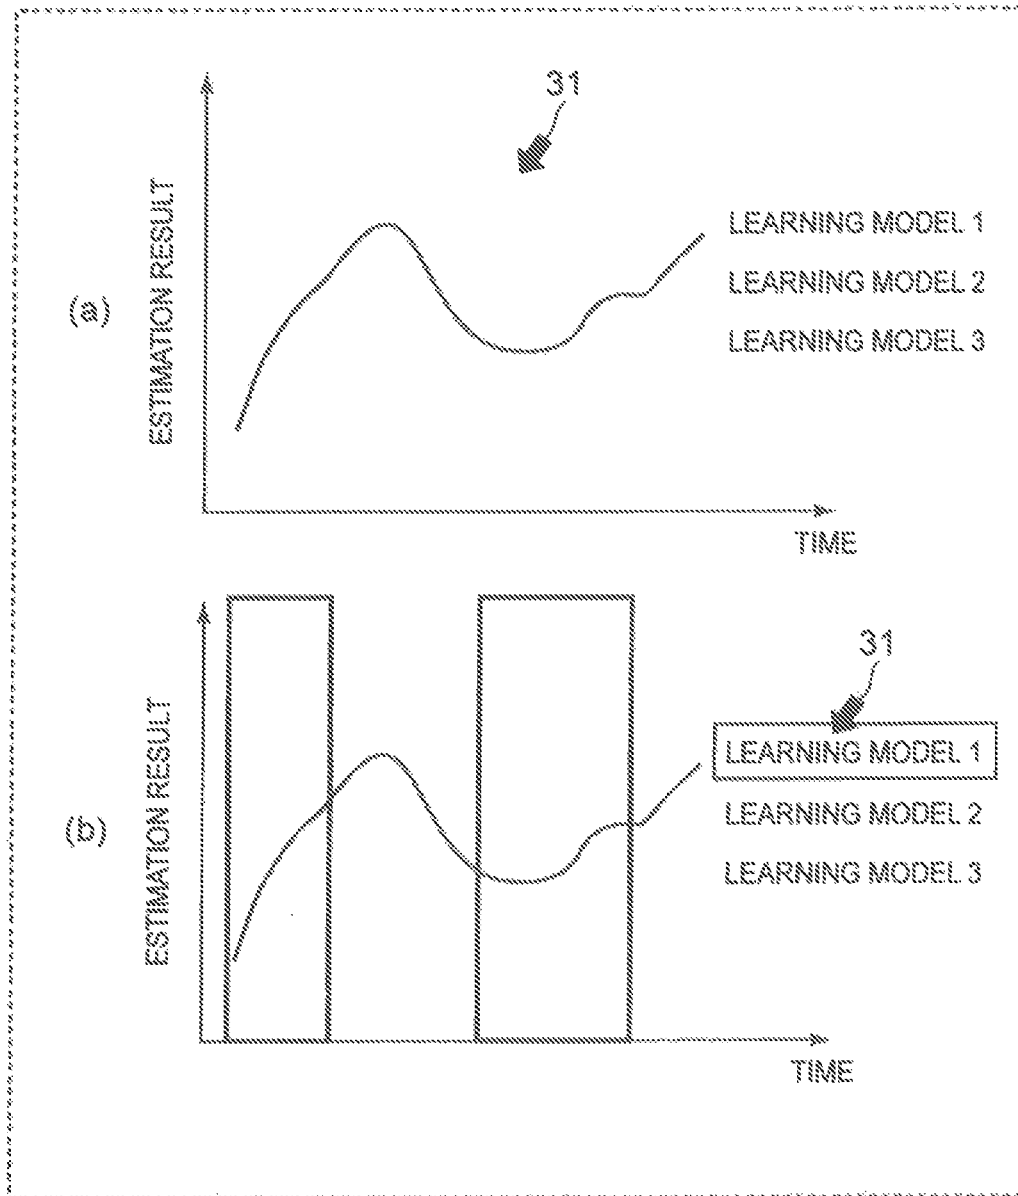 31
LEARNING MODEL 1
LEARNING MODEL 2
LEARNING MODEL 3
(a)
ESTIMATION RESULT
TIME
31
LEARNING MODEL 1
LEARNING MODEL 2
LEARNING MODEL 3
(b)
ESTIMATION RESULT
TIME